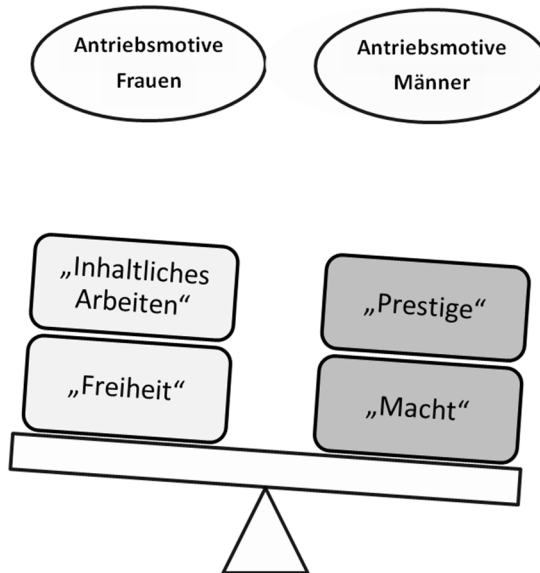 Antriebsmotive
Frauen
Antriebsmotive
Männer
„Inhaltliches
Arbeiten“
„Prestige“
„Freiheit“
„Macht“